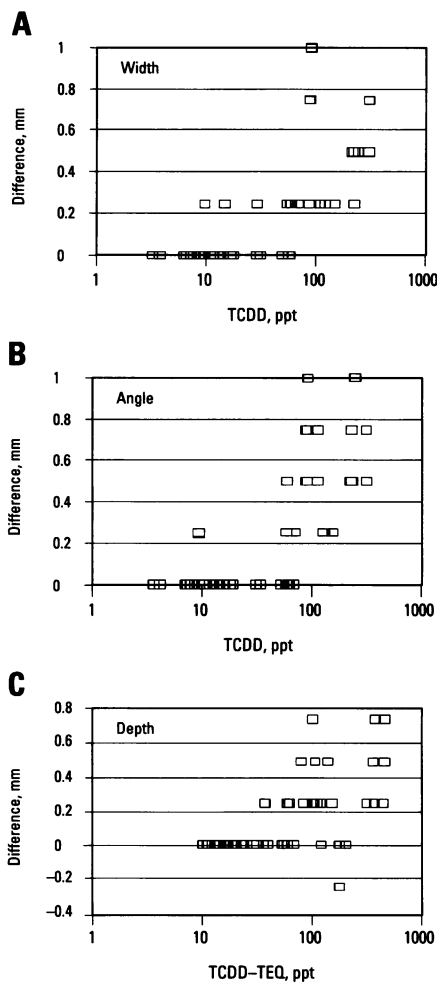 A
Width
Difference, mm
1
0.8
0.6
0.4
0.2
0
1 10 100 1000
TCDD, ppt
B
Angle
Difference, mm
1
0.8
0.6
0.4
0.2
0
1 10 100 1000
TCDD, ppt
C
Depth
Difference, mm
0.8
0.6
0.4
0.2
0
–0.2
–0.4
1 10 100 1000
TCDD–TEQ, ppt